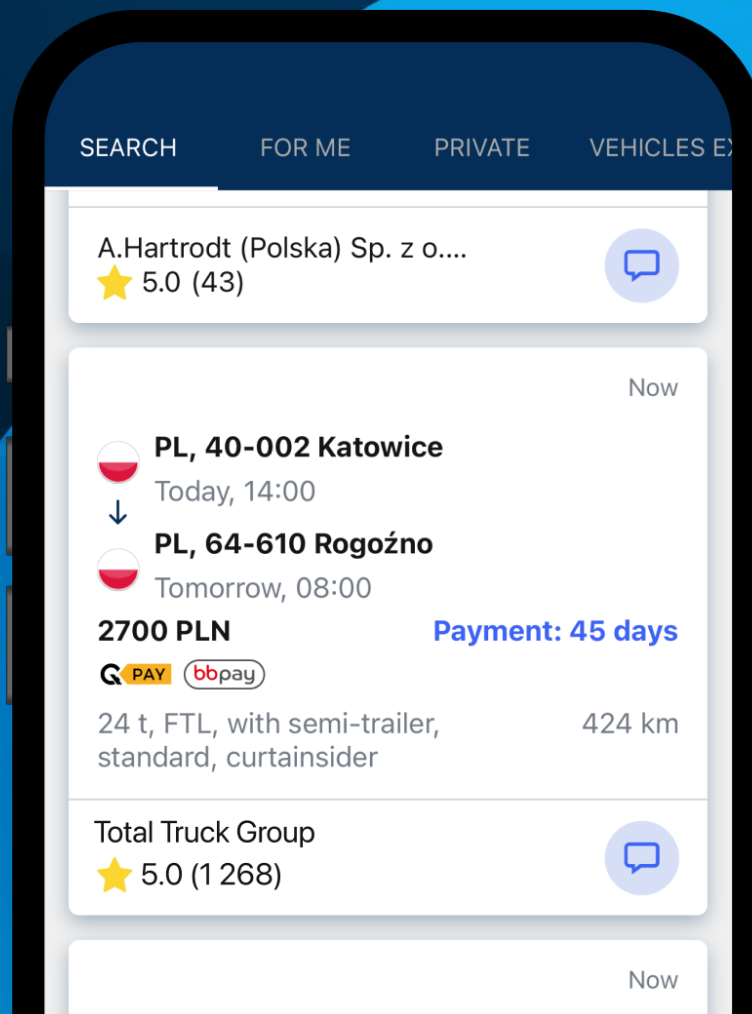 SEARCH FOR ME PRIVATE VEHICLES EX
A.Hartrodt (Polska) Sp. z o....
5.0 (43)
Now
PL, 40-002 Katowice
Today, 14:00
PL, 64-610 Rogoźno
Tomorrow, 08:00
2700 PLN Payment: 45 days
PAY bbpay
24 t, FTL, with semi-trailer, 424 km
standard, curtainsider
Total Truck Group
5.0 (1 268)
Now